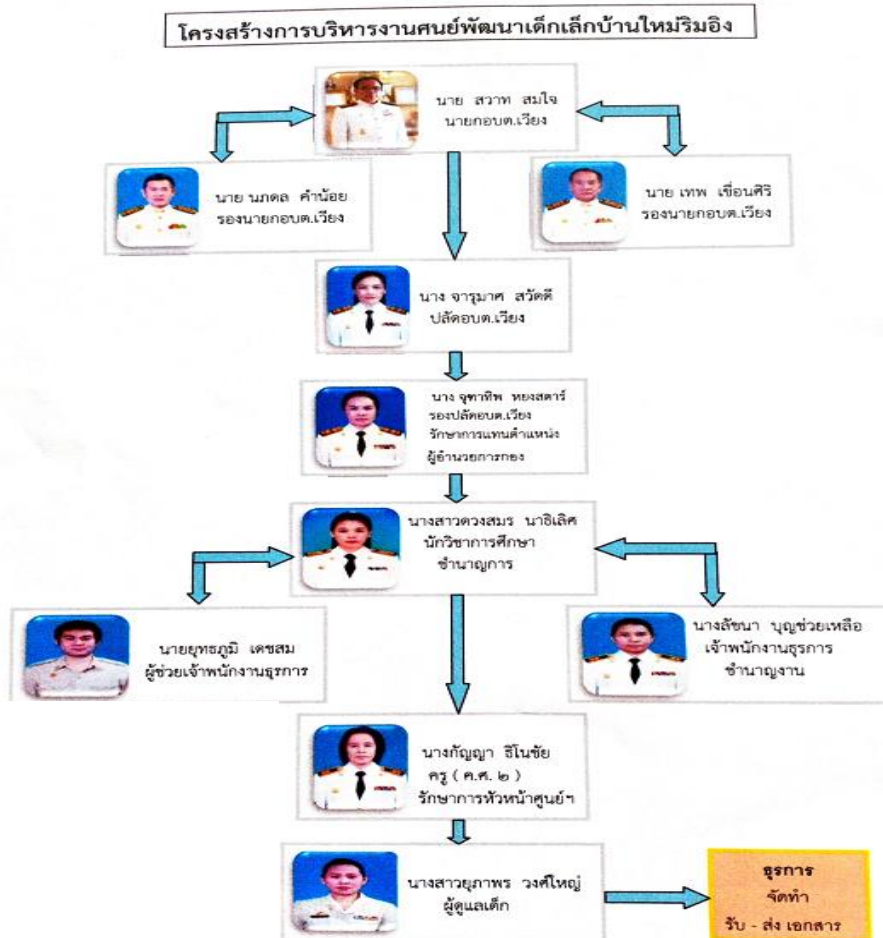 โครงสร้างการบริหารงานศูนย์พัฒนาเด็กเล็กบ้านใหม่ริมอิง
นาย สวาท สมใจ
นายกอบต.เวียง
นาย นภดล คำน้อย
รองนายกอบต.เวียง
นาย เทพ เขื่อนศิริ
รองนายกอบต.เวียง
นาง จารุมาศ สวัตดี
ปลัดอบต.เวียง
นาง จุฑาทิพ หยงสตาร์
รองปลัดอบต.เวียง
รักษาการแทนตำแหน่ง
ผู้อำนวยการกอง
นางสาวดวงสมร นาธิเลิศ
นักวิชาการศึกษา
ชำนาญการ
นายยุทธภูมิ เดชสม
ผู้ช่วยเจ้าพนักงานธุรการ
นางลัชนา บุญช่วยเหลือ
เจ้าพนักงานธุรการ
ชำนาญงาน
นางกัญญา ธิโนชัย
ครู ( ค.ศ. ๒ )
รักษาการหัวหน้าศูนย์ฯ
นางสาวยุภาพร วงศ์ใหญ่
ผู้ดูแลเด็ก
ธุรการ
จัดทำ
รับ - ส่ง เอกสาร